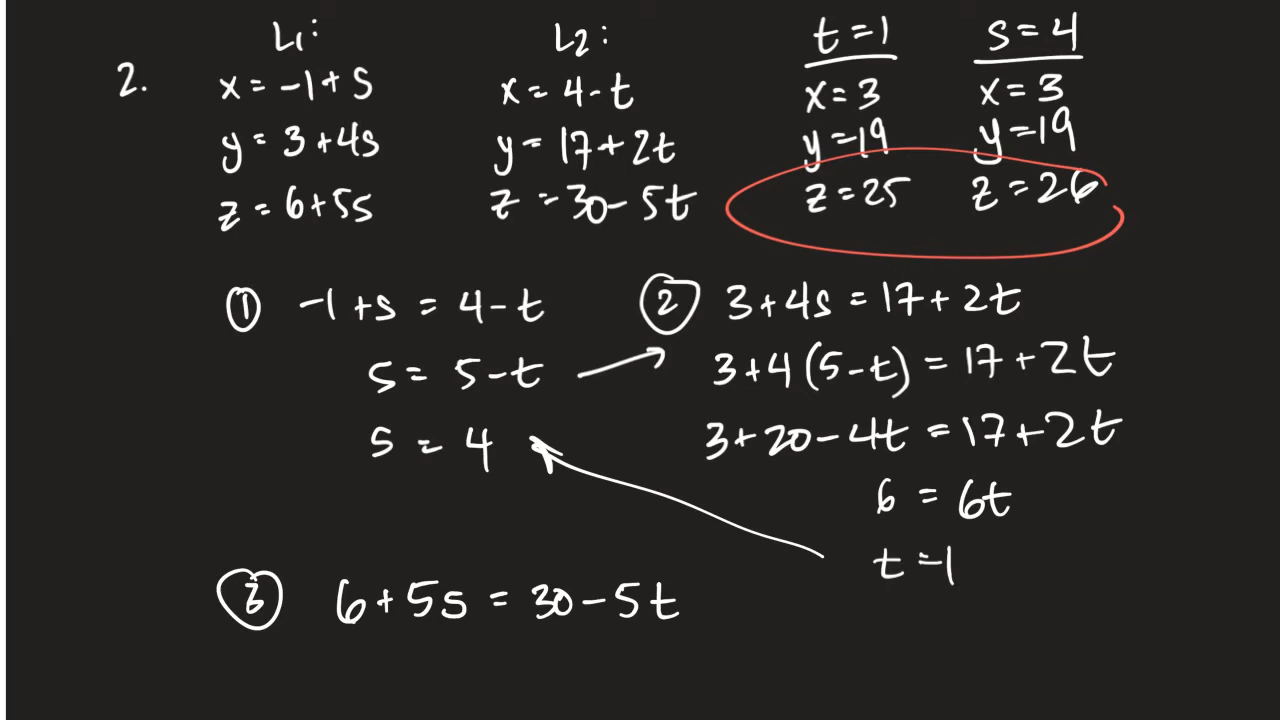 L1: L2: t=1 s=4
2. x = -1+s x = 4-t x=3 x=3
y = 3+4s y = 17+2t y=19 y=19
z = 6+5s z = 30-5t z=25 z=26
① -1+s = 4-t ② 3+4s = 17+2t
s = 5-t 3+4(5-t) = 17+2t
s = 4 3+20-4t = 17+2t
6 = 6t
t=1
③ 6+5s = 30-5t